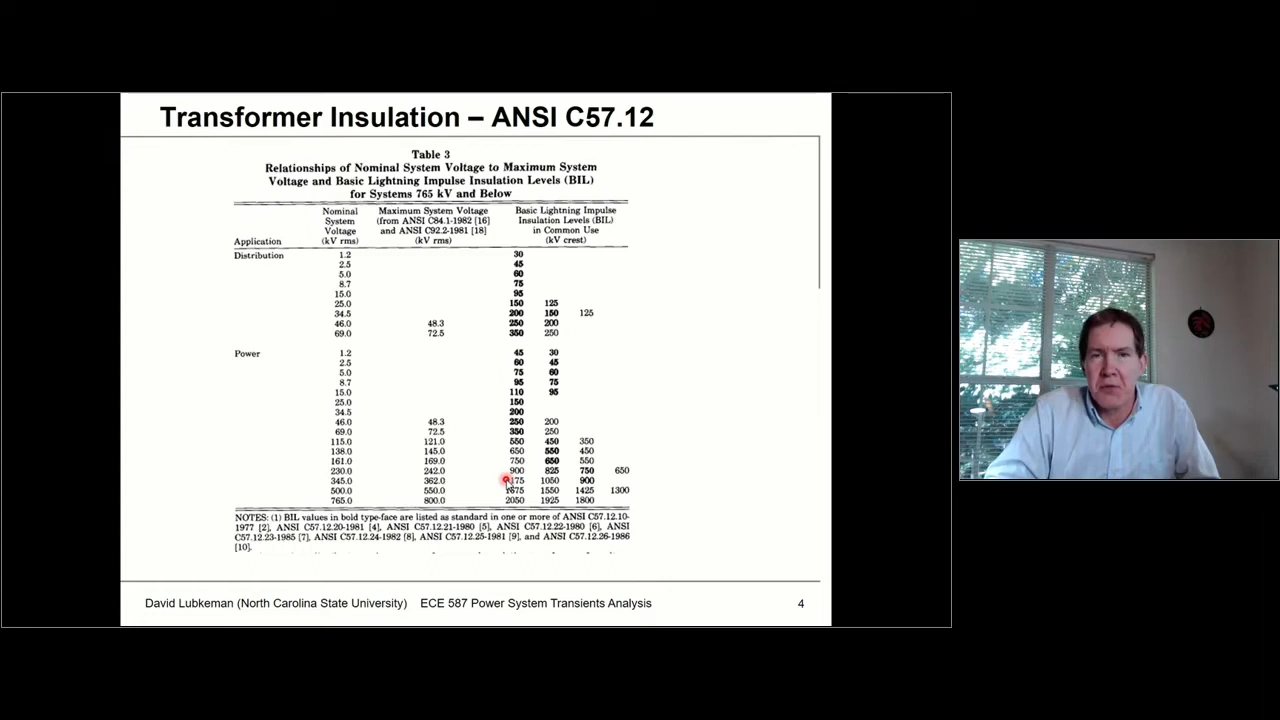 Transformer Insulation – ANSI C57.12
Table 3
Relationships of Nominal System Voltage to Maximum System
Voltage and Basic Lightning Impulse Insulation Levels (BIL)
for Systems 765 kV and Below
Application
Nominal
System
Voltage
(kV rms)
Maximum System Voltage
(from ANSI C84.1-1982 [16]
and ANSI C92.2-1981 [18]
(kV rms)
Basic Lightning Impulse
Insulation Levels (BIL)
in Common Use
(kV crest)
Distribution 1.2 30
2.5 45
5.0 60
8.7 75
15.0 95
25.0 150 125
34.5 200 150 125
46.0 48.3 250 200
69.0 72.5 350 250
Power 1.2 45 30
2.5 60 45
5.0 75 60
8.7 95 75
15.0 110 95
25.0 150
34.5 200
46.0 48.3 250 200
69.0 72.5 350 250
115.0 121.0 550 450 350
138.0 145.0 650 550 450
161.0 169.0 750 650 550
230.0 242.0 900 825 750 650
345.0 362.0 1175 1050 900
500.0 550.0 1675 1550 1425 1300
765.0 800.0 2050 1925 1800
NOTES: (1) BIL values in bold type-face are listed as standard in one or more of ANSI C57.12.10-
1977 [2], ANSI C57.12.20-1981 [4], ANSI C57.12.21-1980 [5], ANSI C57.12.22-1980 [6], ANSI
C57.12.23-1985 [7], ANSI C57.12.24-1982 [8], ANSI C57.12.25-1981 [9], and ANSI C57.12.26-1986
[10].
David Lubkeman (North Carolina State University) ECE 587 Power System Transients Analysis 4